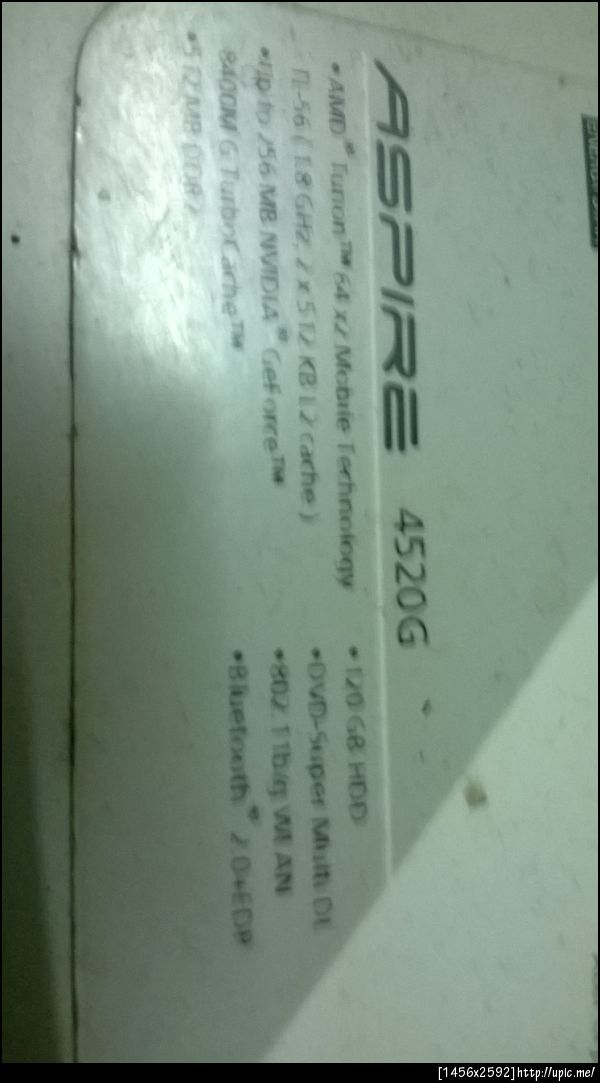 ASPIRE 4520G
•AMD® Turion™ 64 x2 Mobile Technology
TL-56 ( 1.8 GHz, 2 x 512 KB L2 cache )
•Up to 256 MB NVIDIA® GeForce™
8400M G TurboCache™
•512 MB DDR2
•120 GB HDD
•DVD-Super Multi DL
•802.11b/g WLAN
•Bluetooth® 2.0+EDR
[1456x2592]http://upic.me/